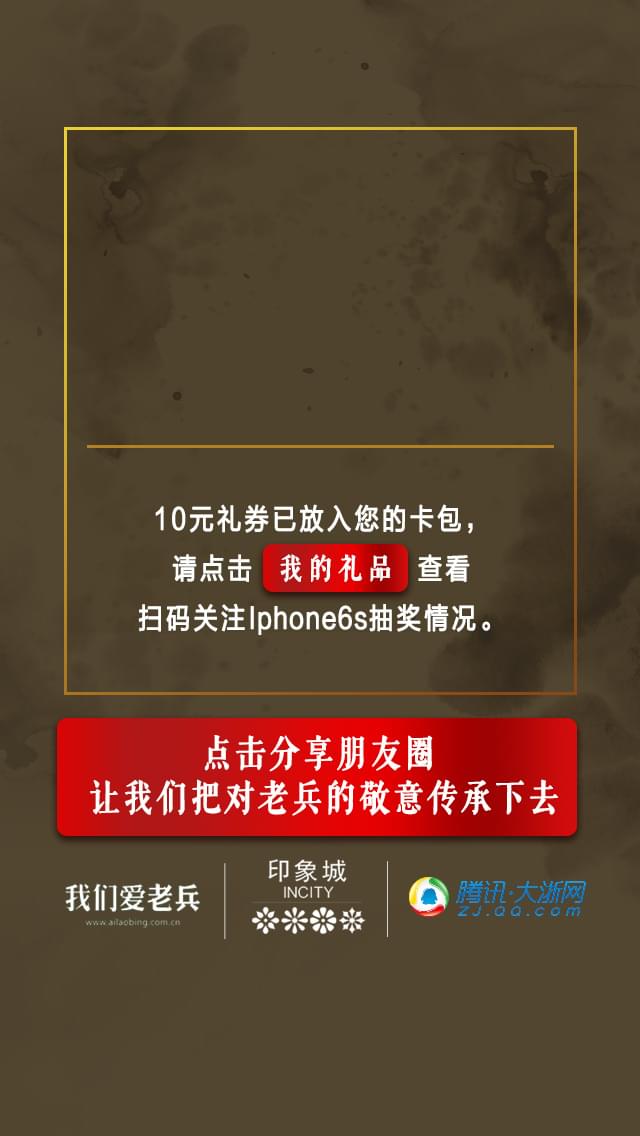 10元礼券已放入您的卡包，
请点击 我的礼品 查看
扫码关注Iphone6s抽奖情况。
点击分享朋友圈
让我们把对老兵的敬意传承下去
我们爱老兵
www.ailaobing.com.cn
印象城
INCITY
腾讯·大浙网
zj.qq.com